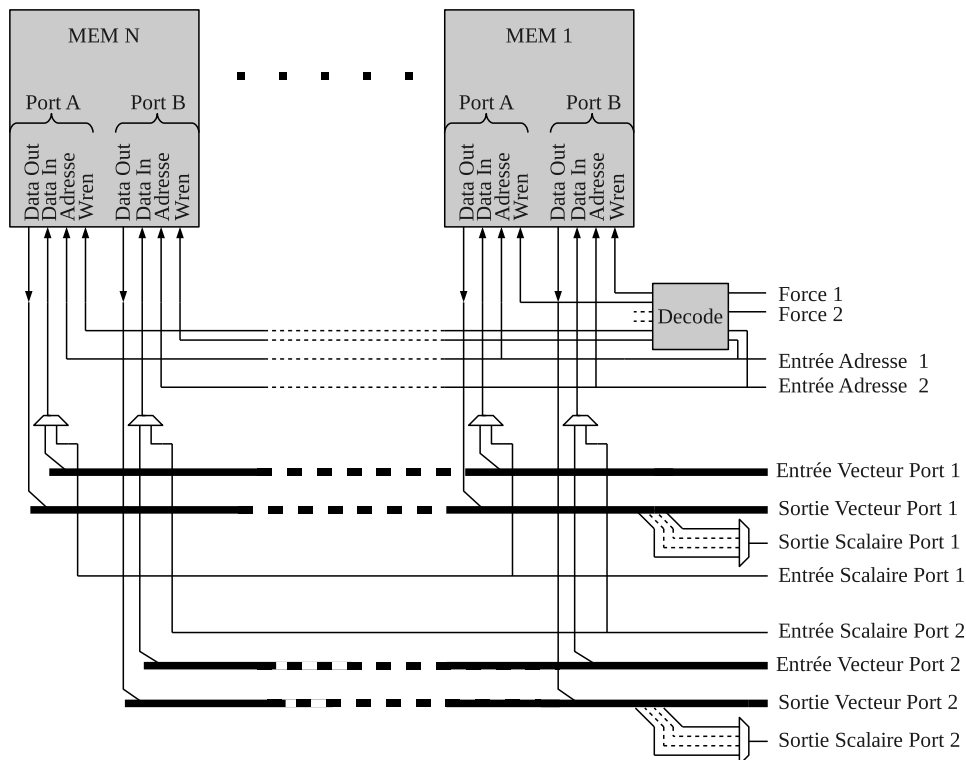 MEM N
MEM 1
Port A
Port B
Port A
Port B
Data Out
Data In
Adresse
Wren
Data Out
Data In
Adresse
Wren
Data Out
Data In
Adresse
Wren
Data Out
Data In
Adresse
Wren
Decode
Force 1
Force 2
Entrée Adresse 1
Entrée Adresse 2
Entrée Vecteur Port 1
Sortie Vecteur Port 1
Sortie Scalaire Port 1
Entrée Scalaire Port 1
Entrée Scalaire Port 2
Entrée Vecteur Port 2
Sortie Vecteur Port 2
Sortie Scalaire Port 2